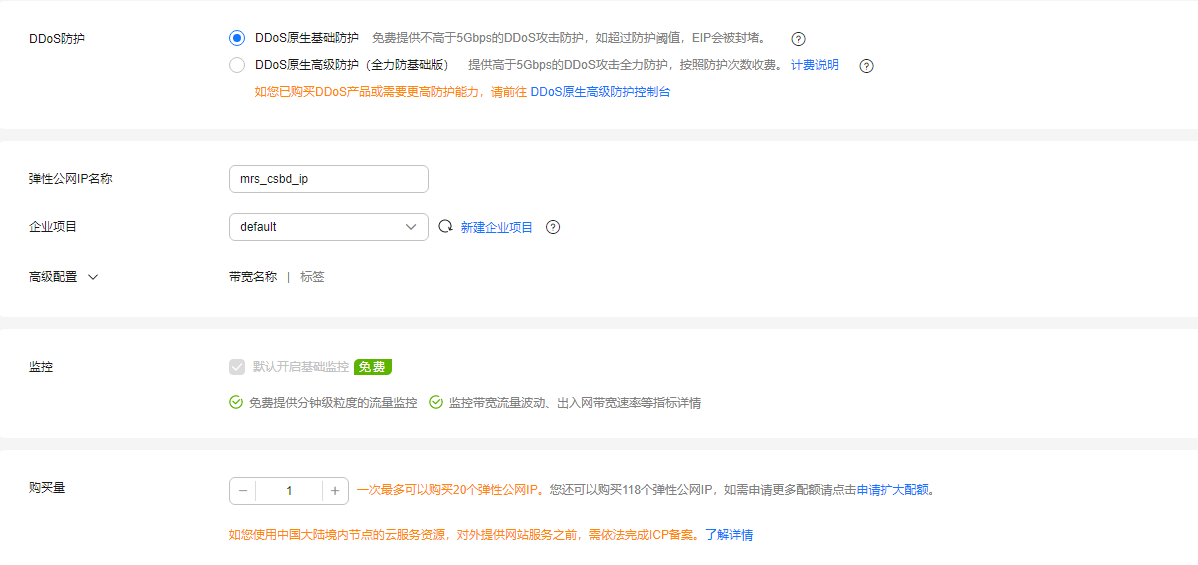 DDoS防护
DDoS原生基础防护 免费提供不高于5Gbps的DDoS攻击防护，如超过防护阈值，EIP会被封堵。
DDoS原生高级防护（全力防基础版） 提供高于5Gbps的DDoS攻击全力防护，按照防护次数收费。 计费说明
如您已购买DDoS产品或需要更高防护能力，请前往 DDoS原生高级防护控制台
弹性公网IP名称 mrs_csbd_ip
企业项目 default 新建企业项目
高级配置 带宽名称 | 标签
监控 默认开启基础监控 免费
免费提供分钟级粒度的流量监控 监控带宽流量波动、出入网带宽速率等指标详情
购买量 1 一次最多可以购买20个弹性公网IP。您还可以购买118个弹性公网IP，如需申请更多配额请点击申请扩大配额。
如您使用中国大陆境内节点的云服务资源，对外提供网站服务之前，需依法完成ICP备案。了解详情